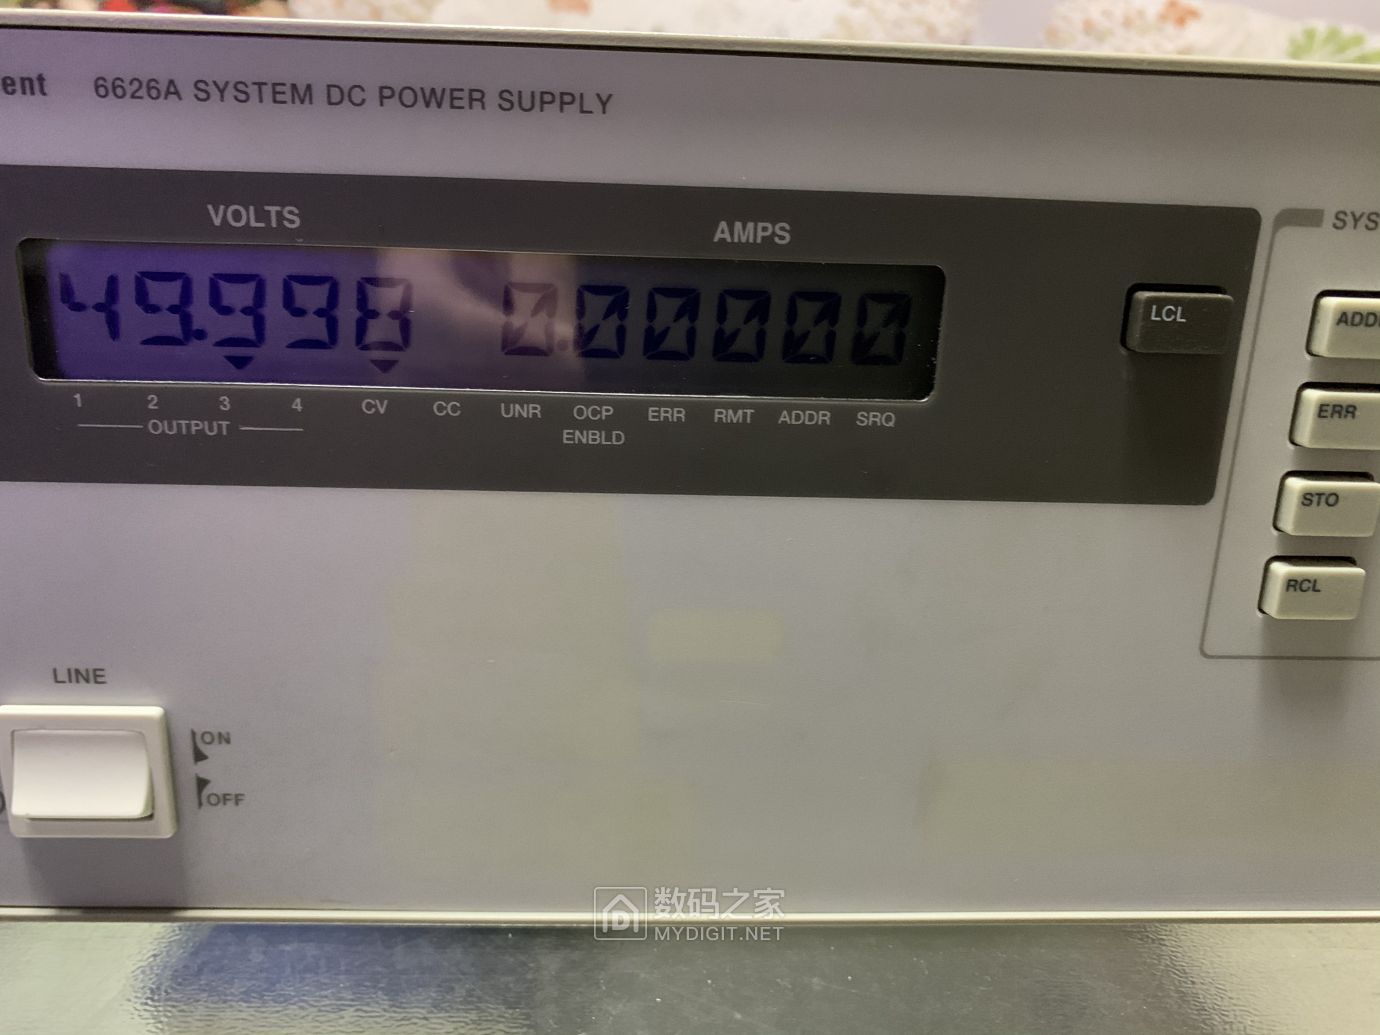 ent 6626A SYSTEM DC POWER SUPPLY
VOLTS AMPS
49.998 0.00000
1 2 3 4 CV CC UNR OCP ERR RMT ADDR SRQ
OUTPUT ENBLD
LCL
SYS
ADD
ERR
STO
RCL
LINE
ON
OFF
数码之家
MYDIGIT.NET